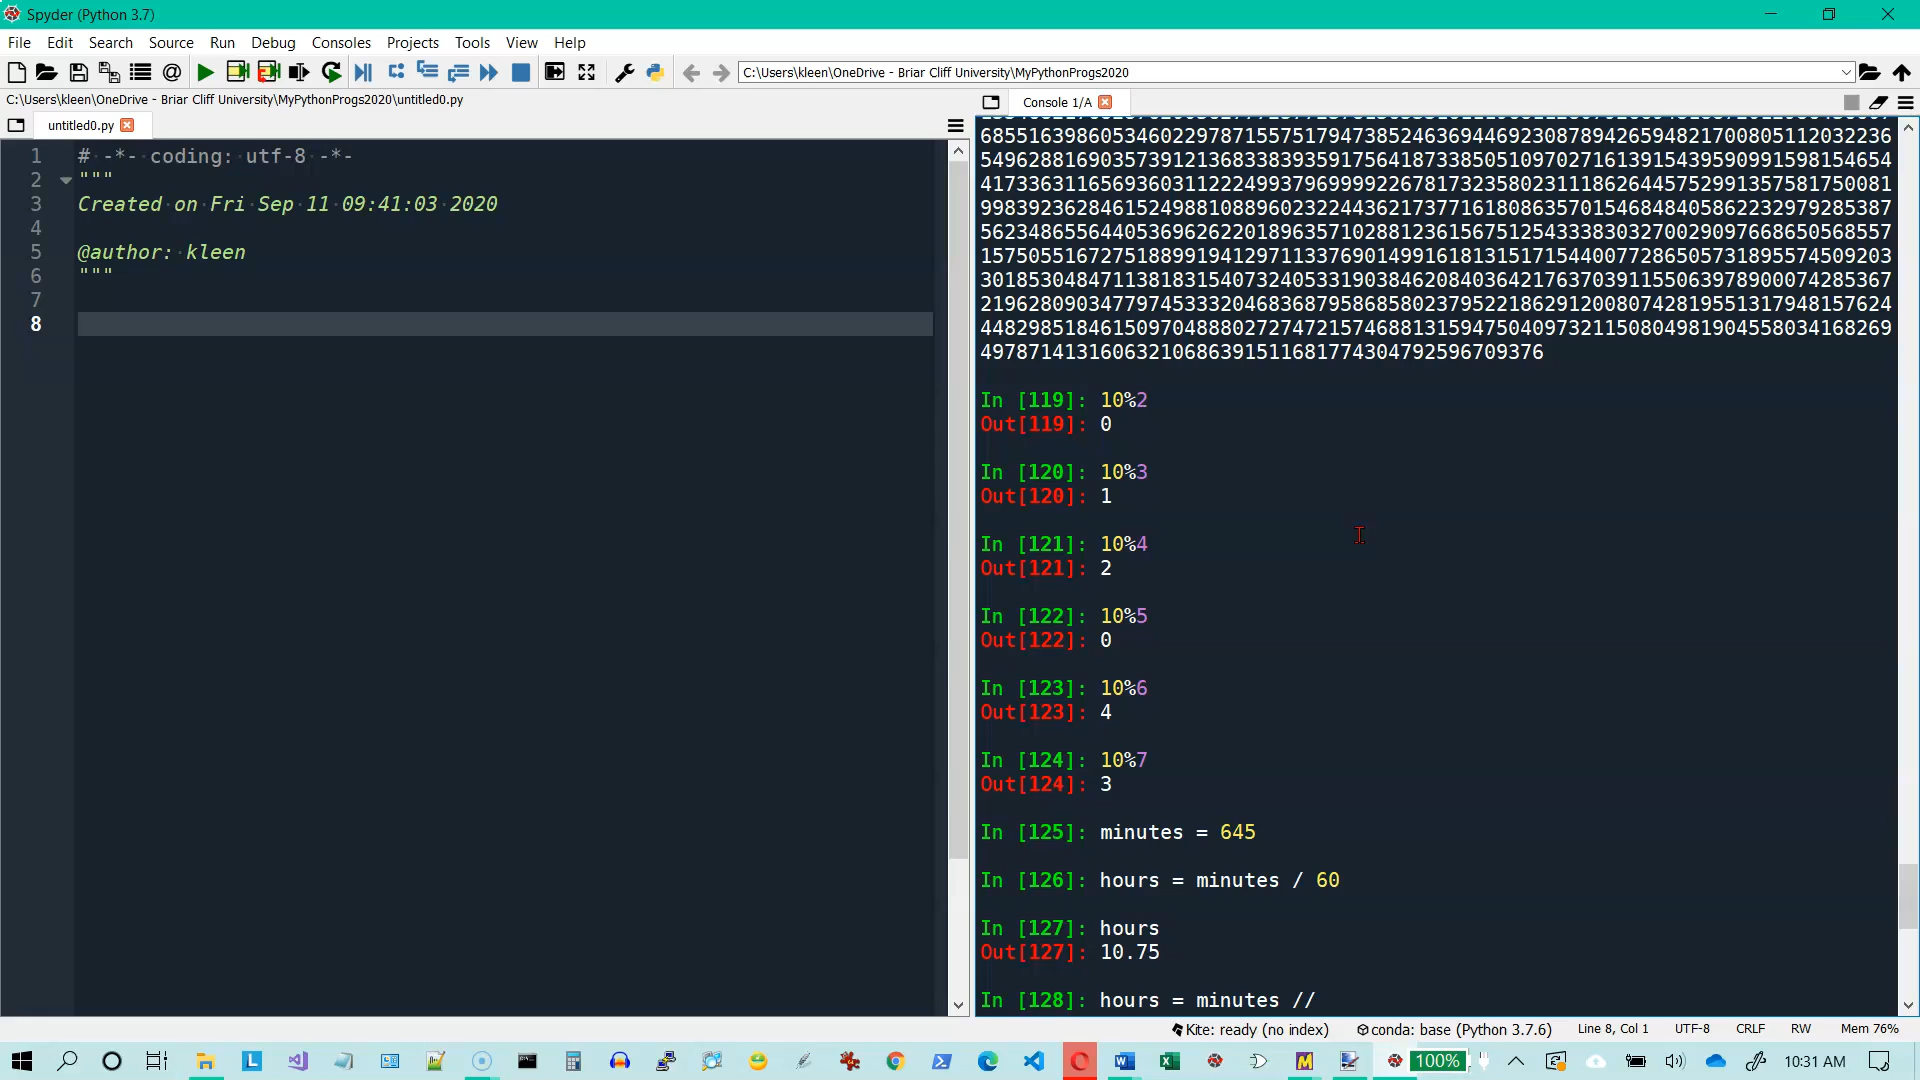 Spyder (Python 3.7)
File Edit Search Source Run Debug Consoles Projects Tools View Help
C:\Users\kleen\OneDrive - Briar Cliff University\MyPythonProgs2020
C:\Users\kleen\OneDrive - Briar Cliff University\MyPythonProgs2020\untitled0.py
untitled0.py
1 # -*- coding: utf-8 -*-
2 """
3 Created on Fri Sep 11 09:41:03 2020
4
5 @author: kleen
6 """
7
8
Console 1/A
6855163986053460229787155751794738524636944692308789426594821700805112032236
5496288169035739121368338393591756418733850510970271613915439590991598154654
4173363116569360311222499379699992267817323580231118626445752991357581750081
9983923628461524988108896023224436217377161808635701546848405862232979285387
5623486556440536962622018963571028812361567512543338303270029097668650568557
1575055167275188991941297113376901499161813151715440077286505731895574509203
3018530484711381831540732405331903846208403642176370391155063978900074285367
2196280903477974533320468368795868580237952218629120080742819551317948157624
4482985184615097048880272747215746881315947504097321150804981904558034168269
49787141316063210686391511681774304792596709376
In [119]: 10%2
Out[119]: 0
In [120]: 10%3
Out[120]: 1
In [121]: 10%4
Out[121]: 2
In [122]: 10%5
Out[122]: 0
In [123]: 10%6
Out[123]: 4
In [124]: 10%7
Out[124]: 3
In [125]: minutes = 645
In [126]: hours = minutes / 60
In [127]: hours
Out[127]: 10.75
In [128]: hours = minutes //
Kite: ready (no index) conda: base (Python 3.7.6) Line 8, Col 1 UTF-8 CRLF RW Mem 76%
100% 10:31 AM